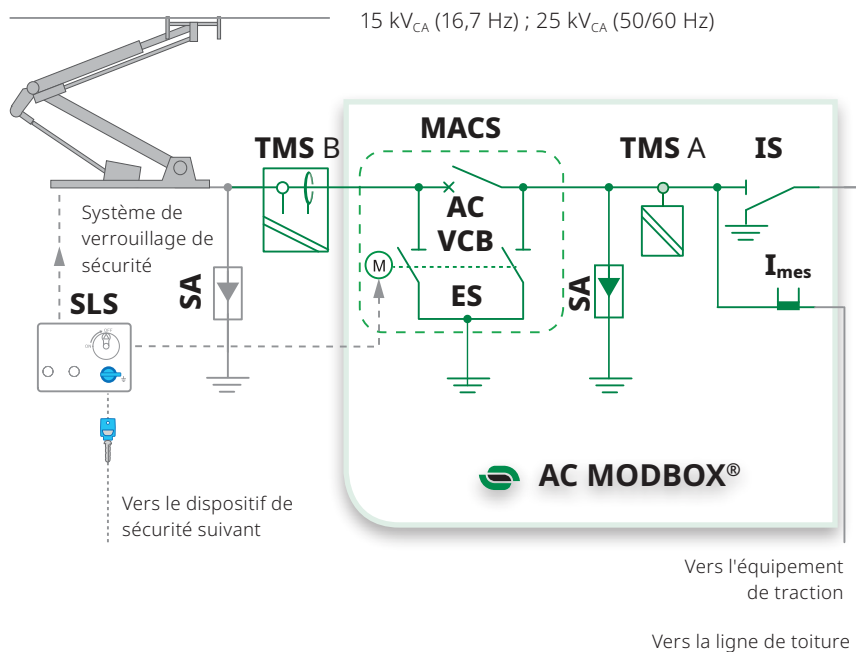 15 kVCA (16,7 Hz) ; 25 kVCA (50/60 Hz)
MACS
TMS B
TMS A
IS
Système de
verrouillage de
sécurité
AC
VCB
M
ES
SA
SA
Imes
SLS
OFF
ON
AC MODBOX®
Vers le dispositif de
sécurité suivant
Vers l'équipement
de traction
Vers la ligne de toiture